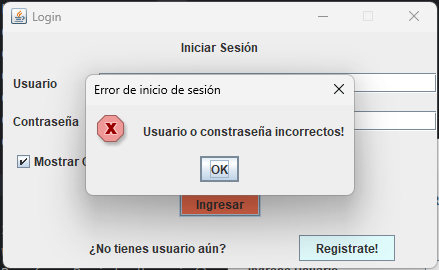 Login
Iniciar Sesión
Error de inicio de sesión
Usuario
Usuario o constraseña incorrectos!
Contraseña
Mostrar
OK
Ingresar
¿No tienes usuario aún?
Registrate!